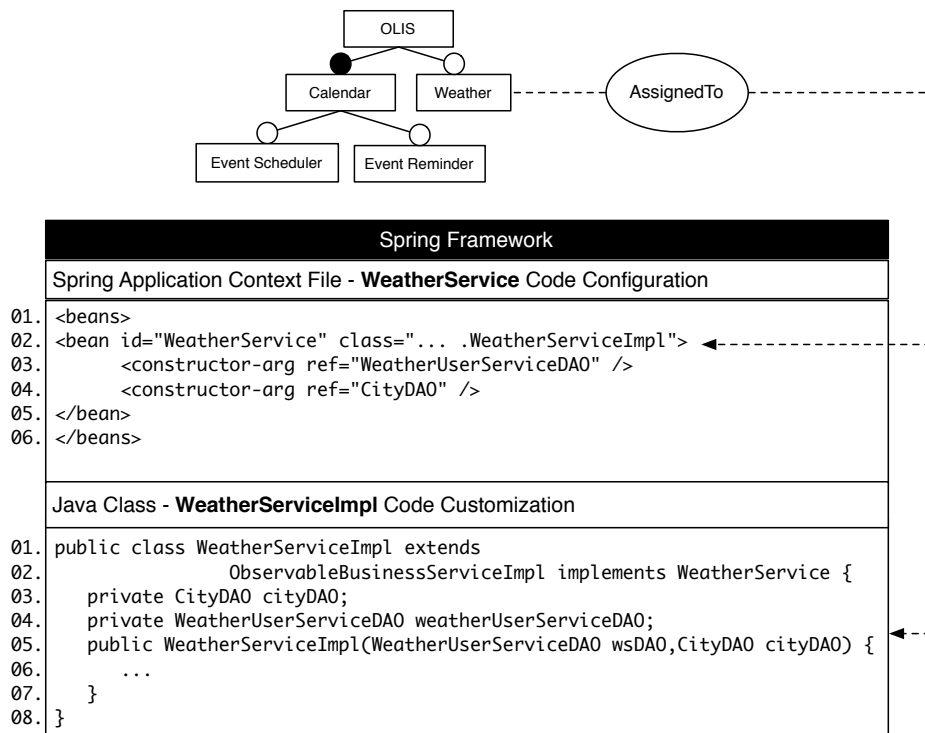 OLIS
Calendar
Weather
AssignedTo
Event Scheduler
Event Reminder
Spring Framework
Spring Application Context File - WeatherService Code Configuration
01. <beans>
02. <bean id="WeatherService" class="... .WeatherServiceImpl">
03. <constructor-arg ref="WeatherUserServiceDAO" />
04. <constructor-arg ref="CityDAO" />
05. </bean>
06. </beans>
Java Class - WeatherServiceImpl Code Customization
01. public class WeatherServiceImpl extends
02. ObservableBusinessServiceImpl implements WeatherService {
03. private CityDAO cityDAO;
04. private WeatherUserServiceDAO weatherUserServiceDAO;
05. public WeatherServiceImpl(WeatherUserServiceDAO wsDAO,CityDAO cityDAO) {
06. ...
07. }
08. }